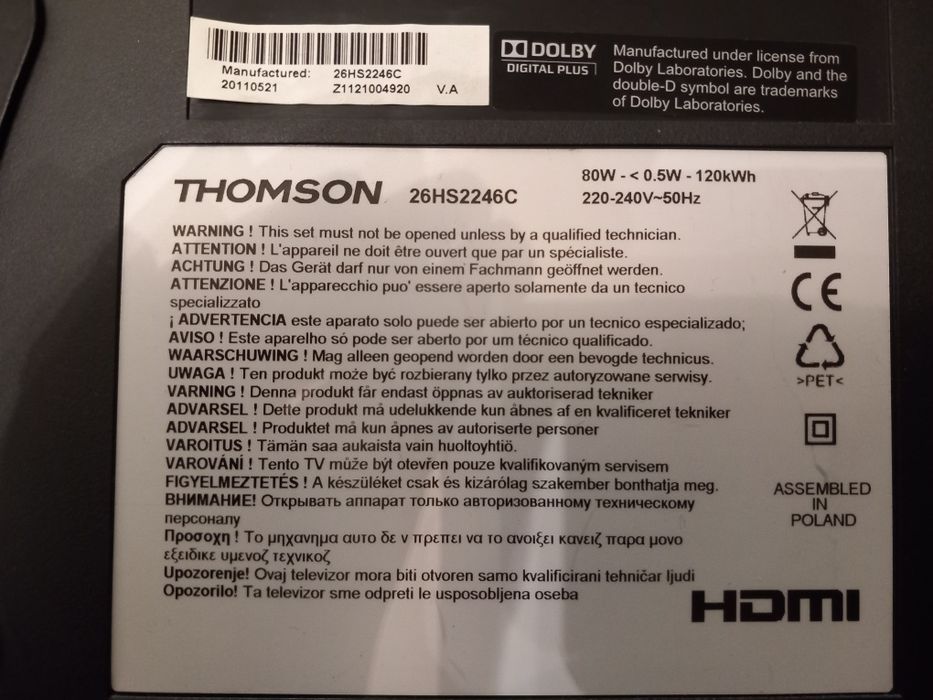 Manufactured: 26HS2246C
20110521 Z1121004920 V.A
DOLBY
DIGITAL PLUS
Manufactured under license from
Dolby Laboratories. Dolby and the
double-D symbol are trademarks
of Dolby Laboratories.
THOMSON 26HS2246C
80W - < 0.5W - 120kWh
220-240V~50Hz
WARNING ! This set must not be opened unless by a qualified technician.
ATTENTION ! L'appareil ne doit être ouvert que par un spécialiste.
ACHTUNG ! Das Gerät darf nur von einem Fachmann geöffnet werden.
ATTENZIONE ! L'apparecchio puo' essere aperto solamente da un tecnico
specializzato
¡ ADVERTENCIA este aparato solo puede ser abierto por un tecnico especializado;
AVISO ! Este aparelho só pode ser aberto por um técnico qualificado.
WAARSCHUWING ! Mag alleen geopend worden door een bevogde technicus.
UWAGA ! Ten produkt może być rozbierany tylko przez autoryzowane serwisy.
VARNING ! Denna produkt får endast öppnas av auktoriserad tekniker
ADVARSEL ! Dette produkt må udelukkende kun åbnes af en kvalificeret tekniker
ADVARSEL ! Produktet må kun åpnes av autoriserte personer
VAROITUS ! Tämän saa aukaista vain huoltoyhtiö.
VAROVÁNÍ ! Tento TV může být otevřen pouze kvalifikovaným servisem
FIGYELMEZTETÉS ! A készüléket csak és kizárólag szakember bonthatja meg.
ВНИМАНИЕ! Открывать аппарат только авторизованному техническому
персоналу
Προσοχη ! Το μηχανημα αυτο δε ν πρεπει να το ανοιξει κανειζ παρα μονο
εξειδικε υμενοζ τεχνικοζ
Upozorenje! Ovaj televizor mora biti otvoren samo kvalificirani tehničar ljudi
Opozorilo! Ta televizor sme odpreti le usposobljena oseba
CE
>PET<
ASSEMBLED
IN
POLAND
HDMI